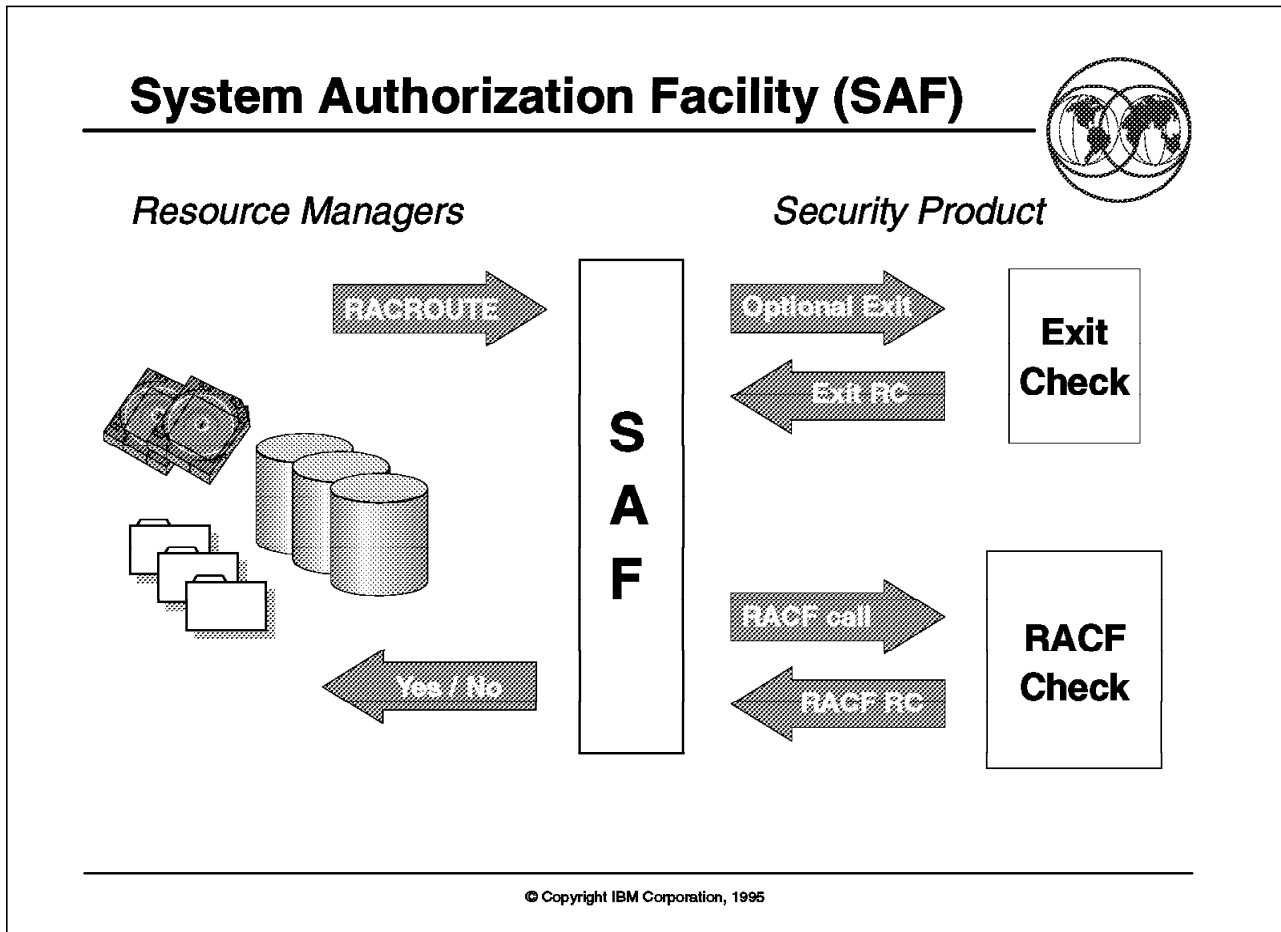 System Authorization Facility (SAF)
Resource Managers
Security Product
RACROUTE
Optional Exit
Exit RC
Exit
Check
S
A
F
RACF call
RACF RC
RACF
Check
Yes / No
© Copyright IBM Corporation, 1995